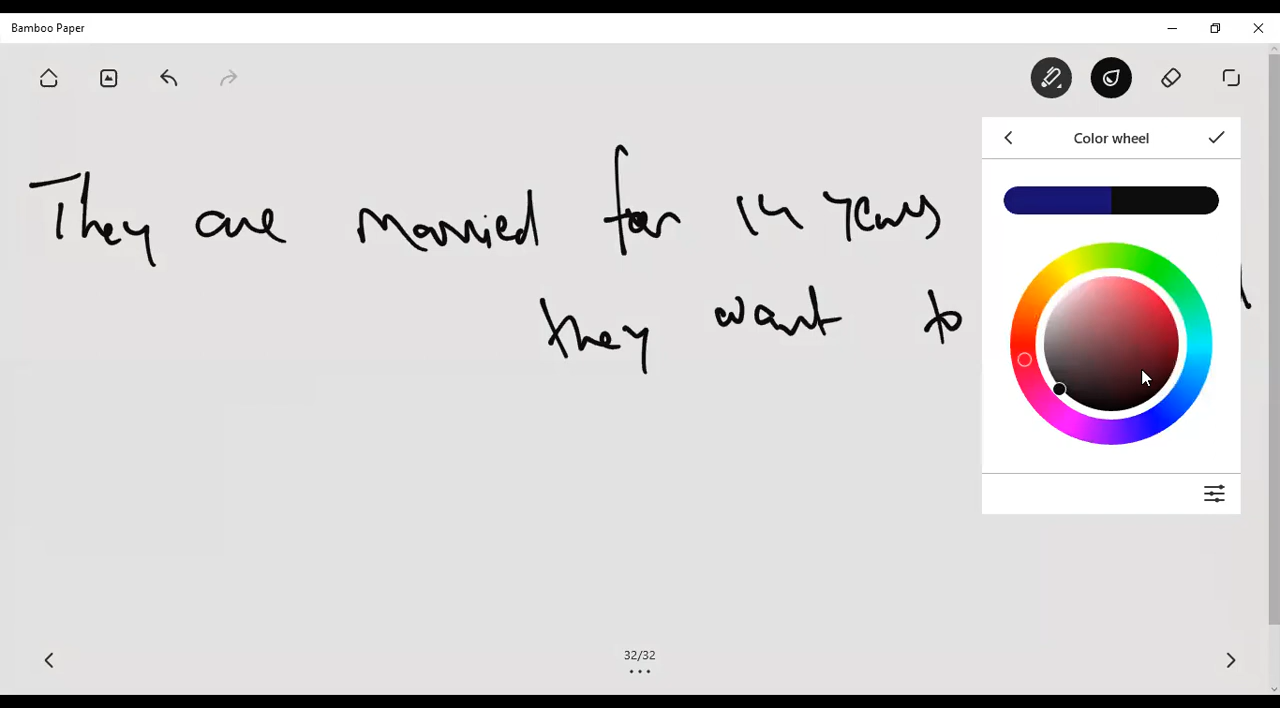 Bamboo Paper
Color wheel
They are married for 14 years
they want to
32/32